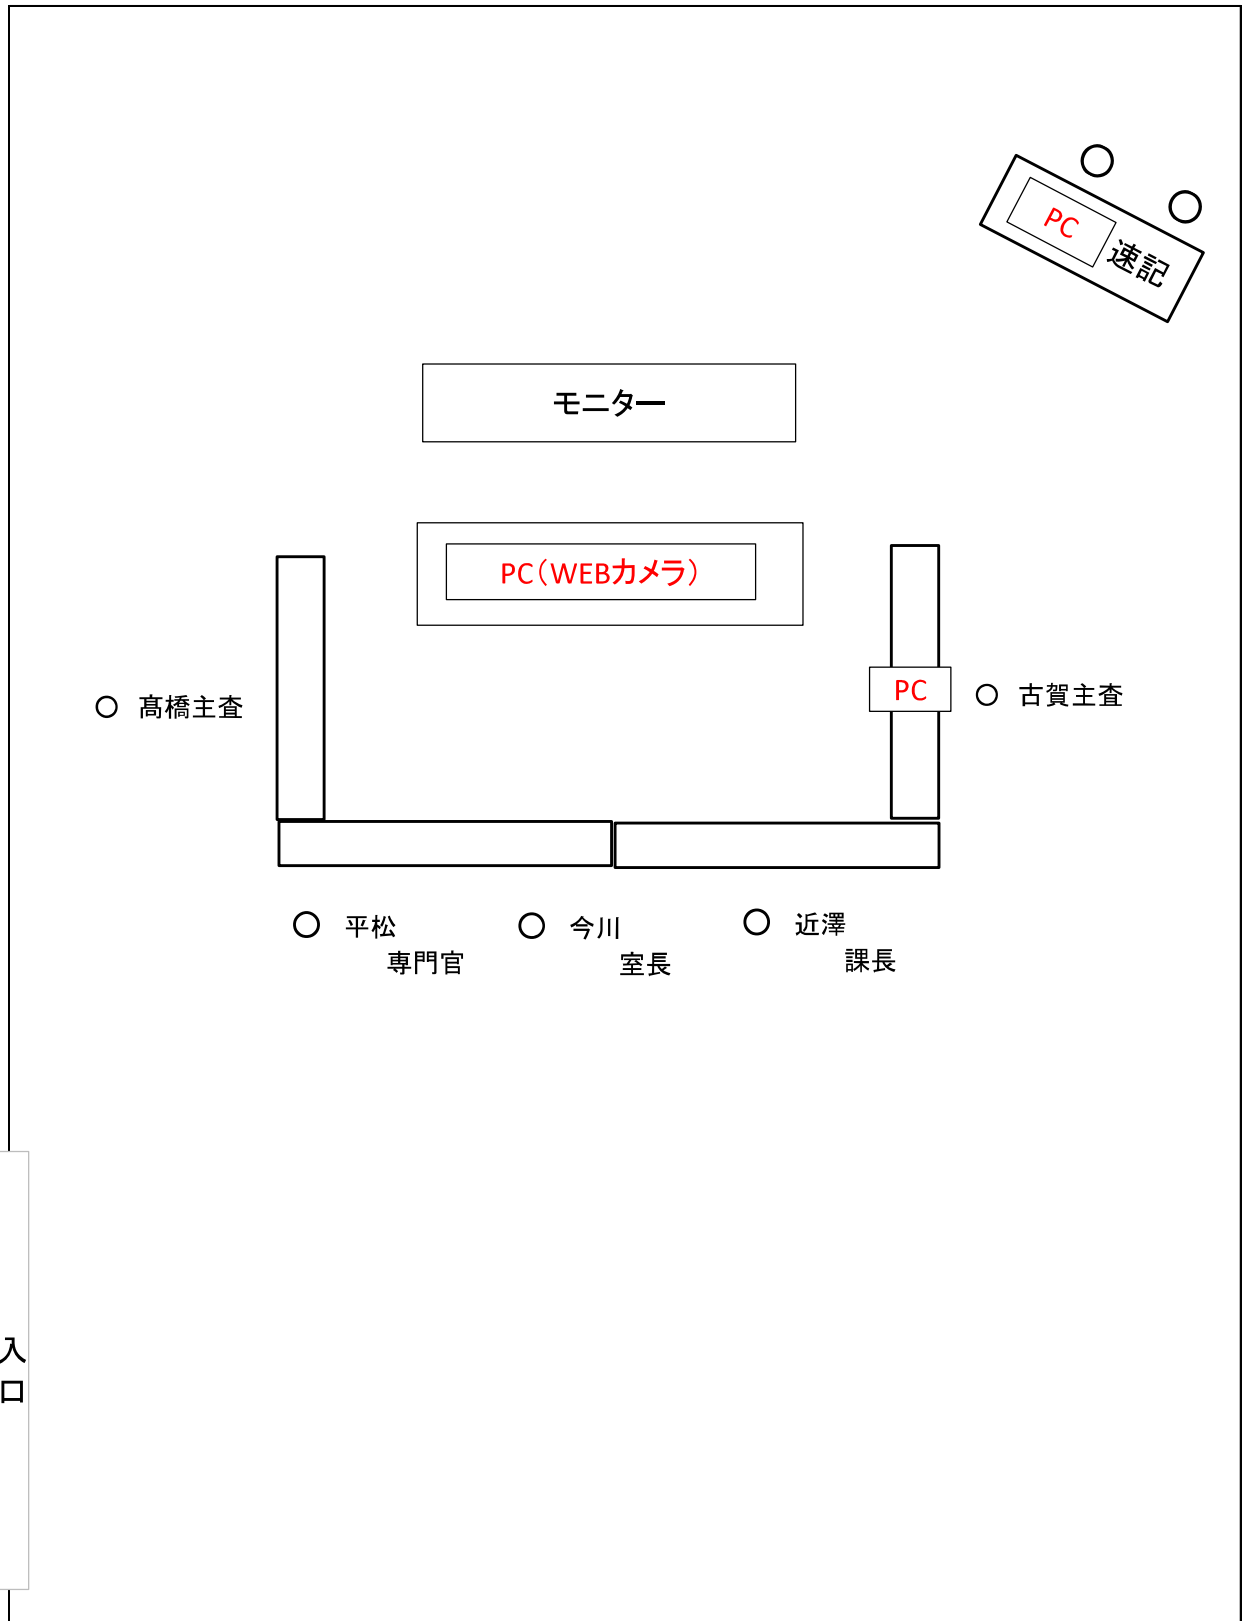 PC
速記
モニター
PC（WEBカメラ）
PC
髙橋主査
古賀主査
平松
専門官
今川
室長
近澤
課長
入
口